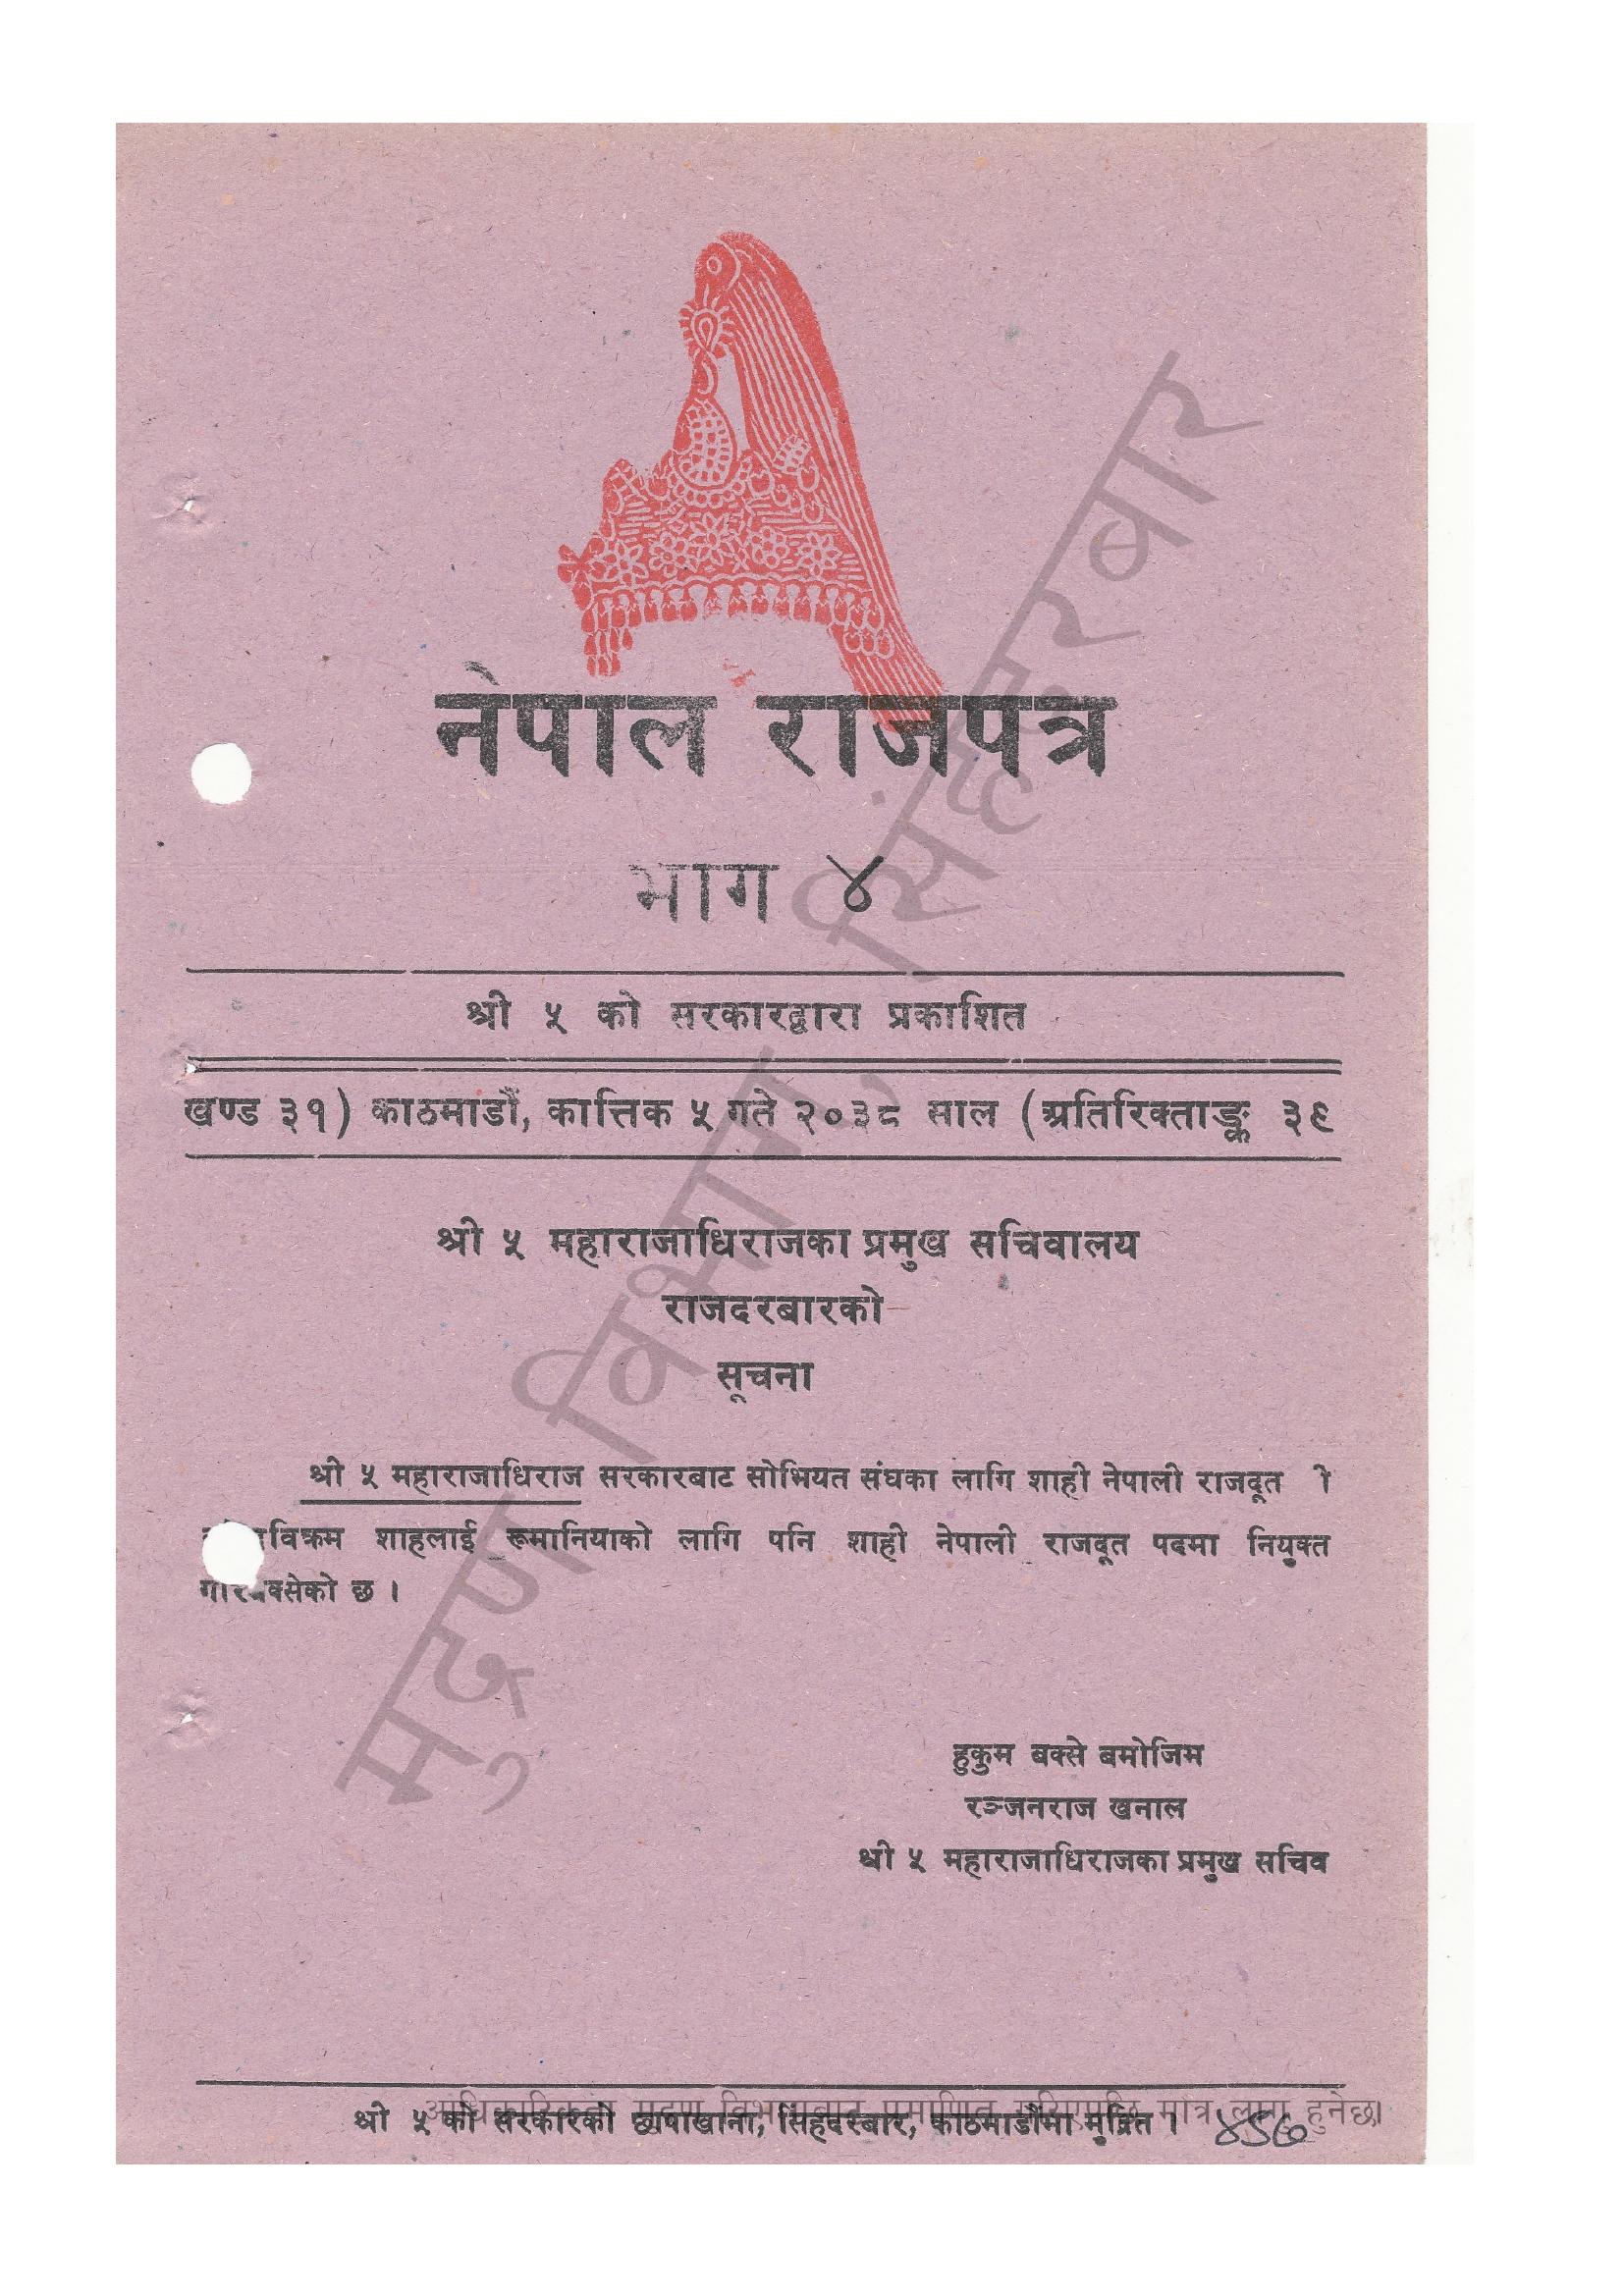 नेपाल राजपत्र
भाग ४
श्री ५ को सरकारद्वारा प्रकाशित
खण्ड ३१) काठमाडौं, कात्तिक ५ गते २०३८ साल (अतिरिक्ताङ्क ३९
श्री ५ महाराजाधिराजका प्रमुख सचिवालय
राजदरबारको
सूचना
श्री ५ महाराजाधिराज सरकारबाट सोभियत संघका लागि शाही नेपाली राजदूत
शाहलाई रूमानियाको लागि पनि शाही नेपाली राजदूत पदमा नियुक्त
छ ।
हुकुम बक्से बमोजिम
रञ्जनराज खनाल
श्री ५ महाराजाधिराजका प्रमुख सचिव
श्री ५ को सरकारको छापाखाना, सिंहदरबार, काठमाडौंमा मुद्रित ।
मुद्रण विभाग, सिंहदरबार